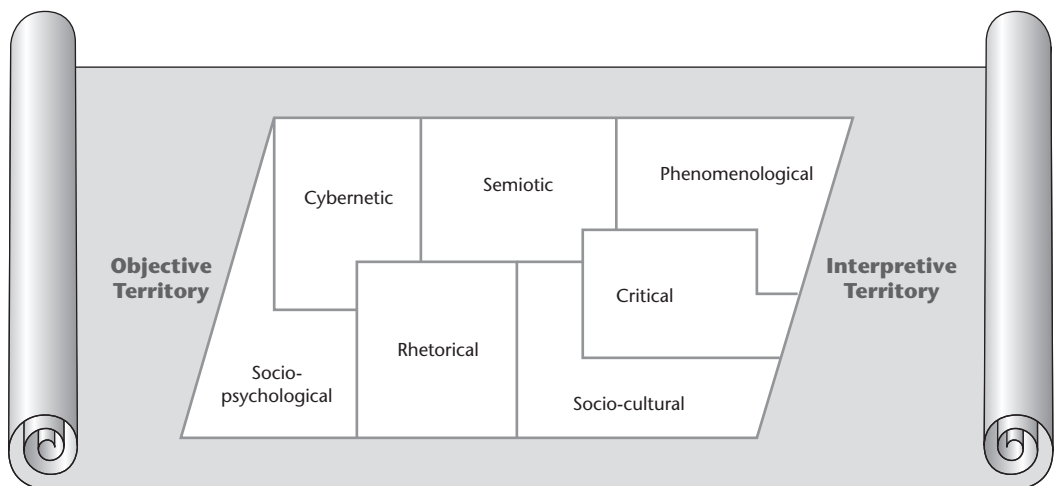 Cybernetic
Semiotic
Phenomenological
Objective
Territory
Interpretive
Territory
Critical
Rhetorical
Socio-
psychological
Socio-cultural